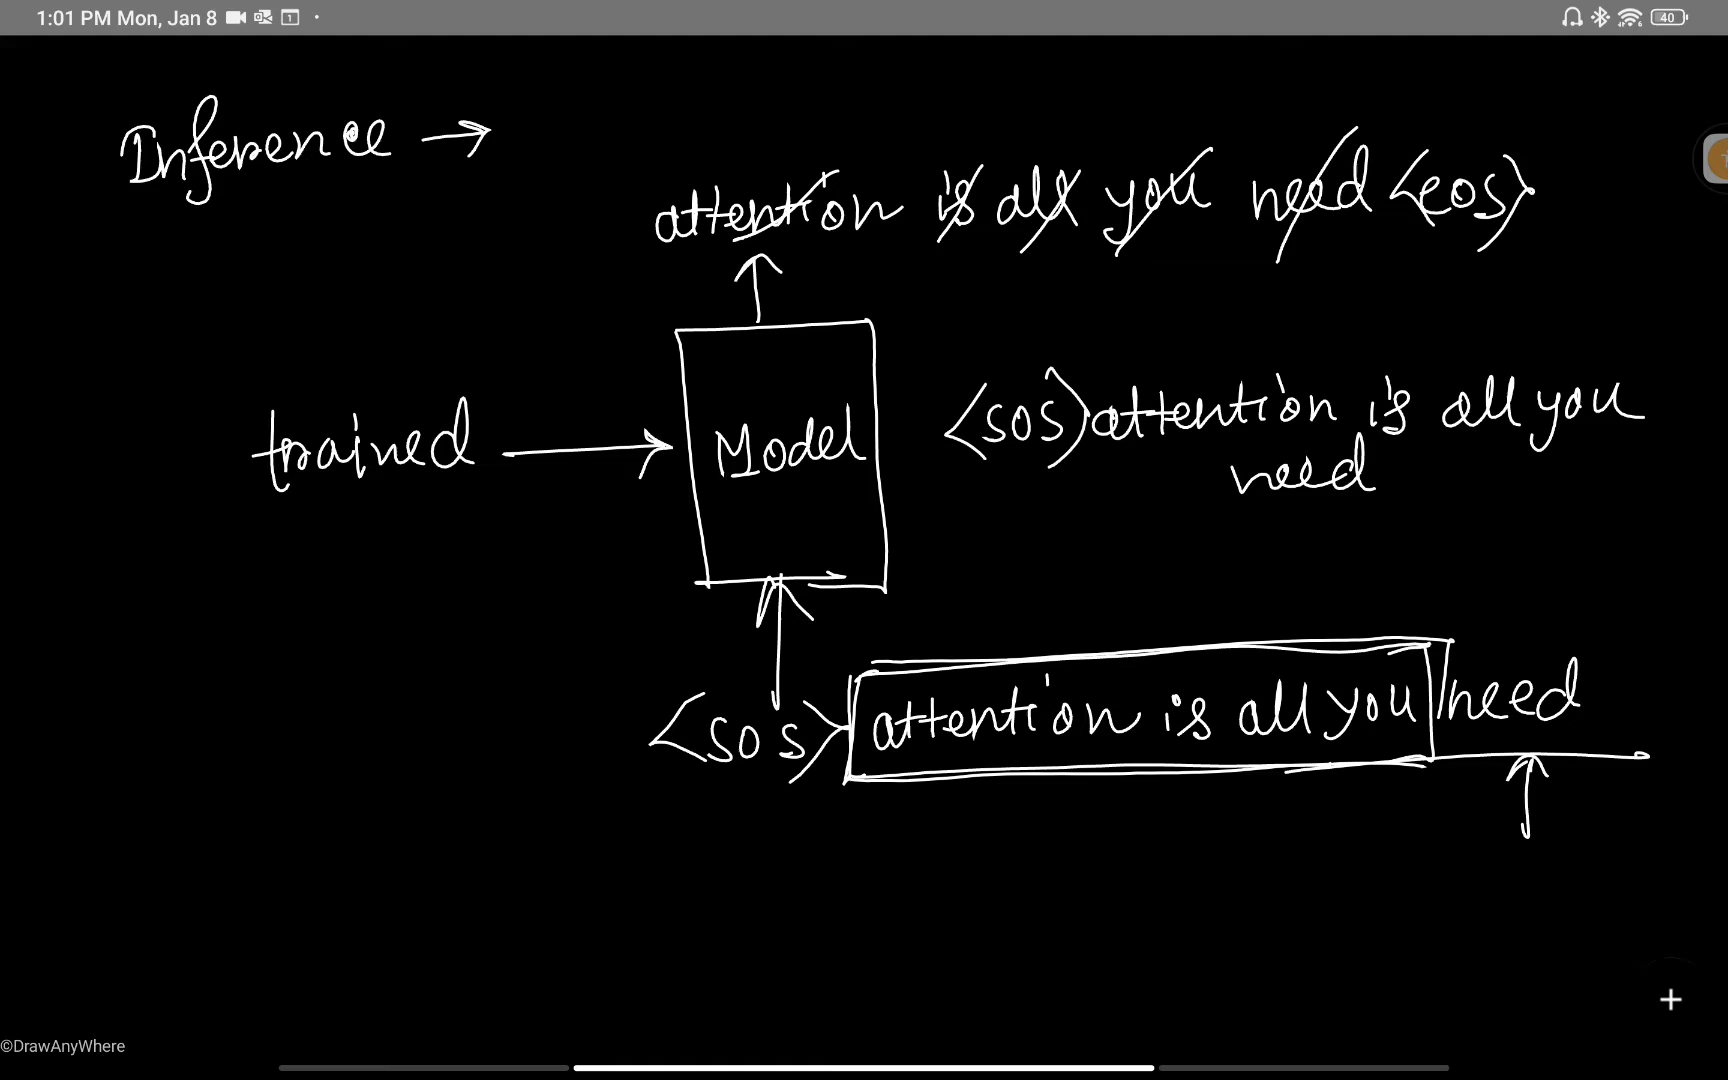 1:01 PM Mon, Jan 8
40
Inference →
attention is all you need <eos>
trained → Model
<sos> attention is all you
need
<sos> attention is all you need
©DrawAnyWhere